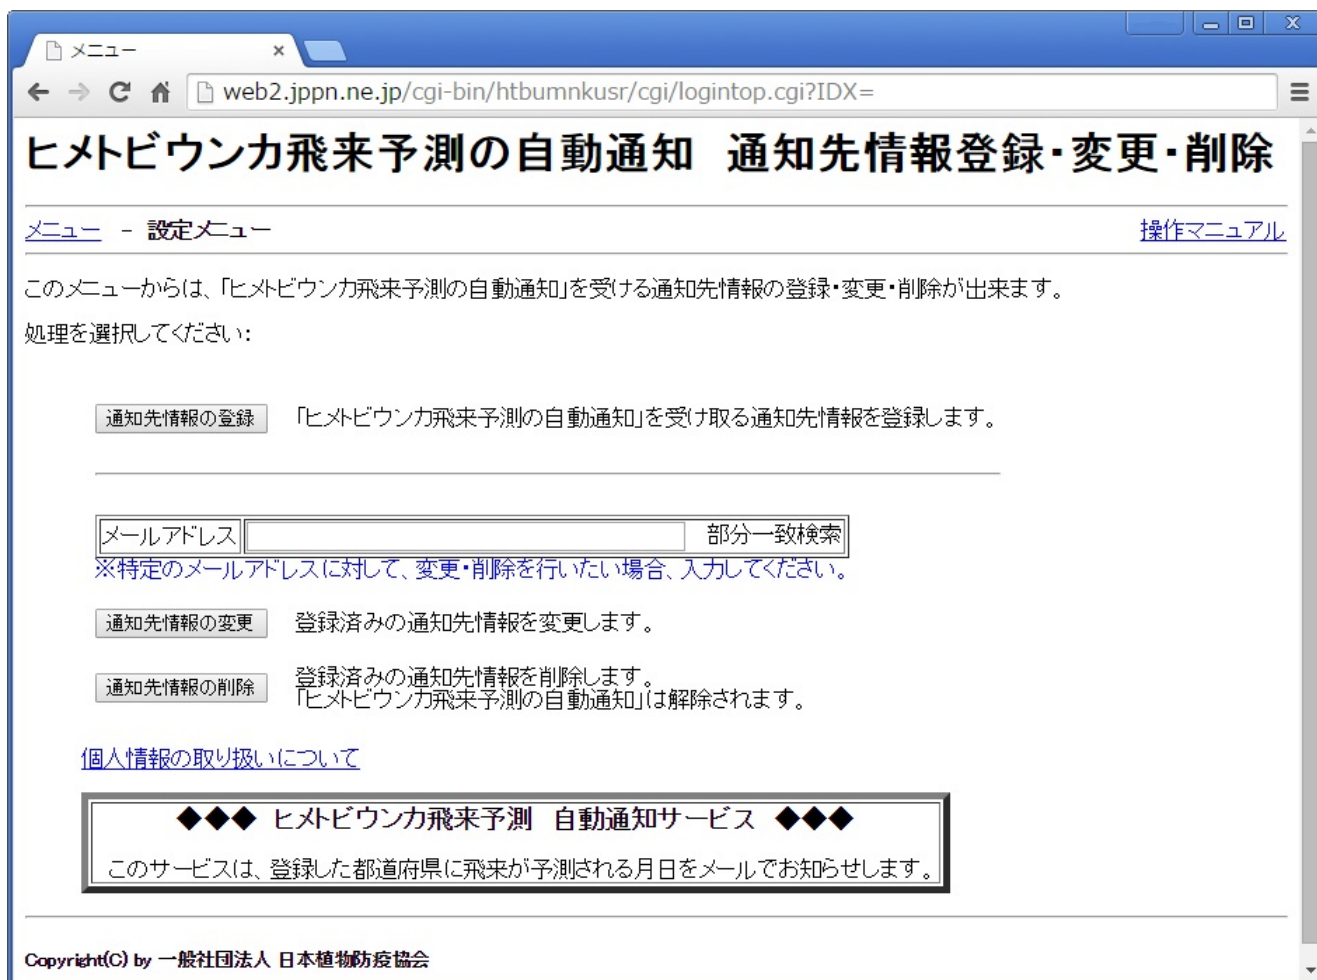 メニュー
web2.jppn.ne.jp/cgi-bin/htbumnkusr/cgi/logintop.cgi?IDX=
ヒメトビウンカ飛来予測の自動通知 通知先情報登録・変更・削除
メニュー - 設定メニュー 操作マニュアル
このメニューからは、「ヒメトビウンカ飛来予測の自動通知」を受ける通知先情報の登録・変更・削除が出来ます。
処理を選択してください:
通知先情報の登録 「ヒメトビウンカ飛来予測の自動通知」を受け取る通知先情報を登録します。
メールアドレス 部分一致検索
※特定のメールアドレスに対して、変更・削除を行いたい場合、入力してください。
通知先情報の変更 登録済みの通知先情報を変更します。
通知先情報の削除 登録済みの通知先情報を削除します。
「ヒメトビウンカ飛来予測の自動通知」は解除されます。
個人情報の取り扱いについて
◆◆◆ ヒメトビウンカ飛来予測 自動通知サービス ◆◆◆
このサービスは、登録した都道府県に飛来が予測される月日をメールでお知らせします。
Copyright(C) by 一般社団法人 日本植物防疫協会